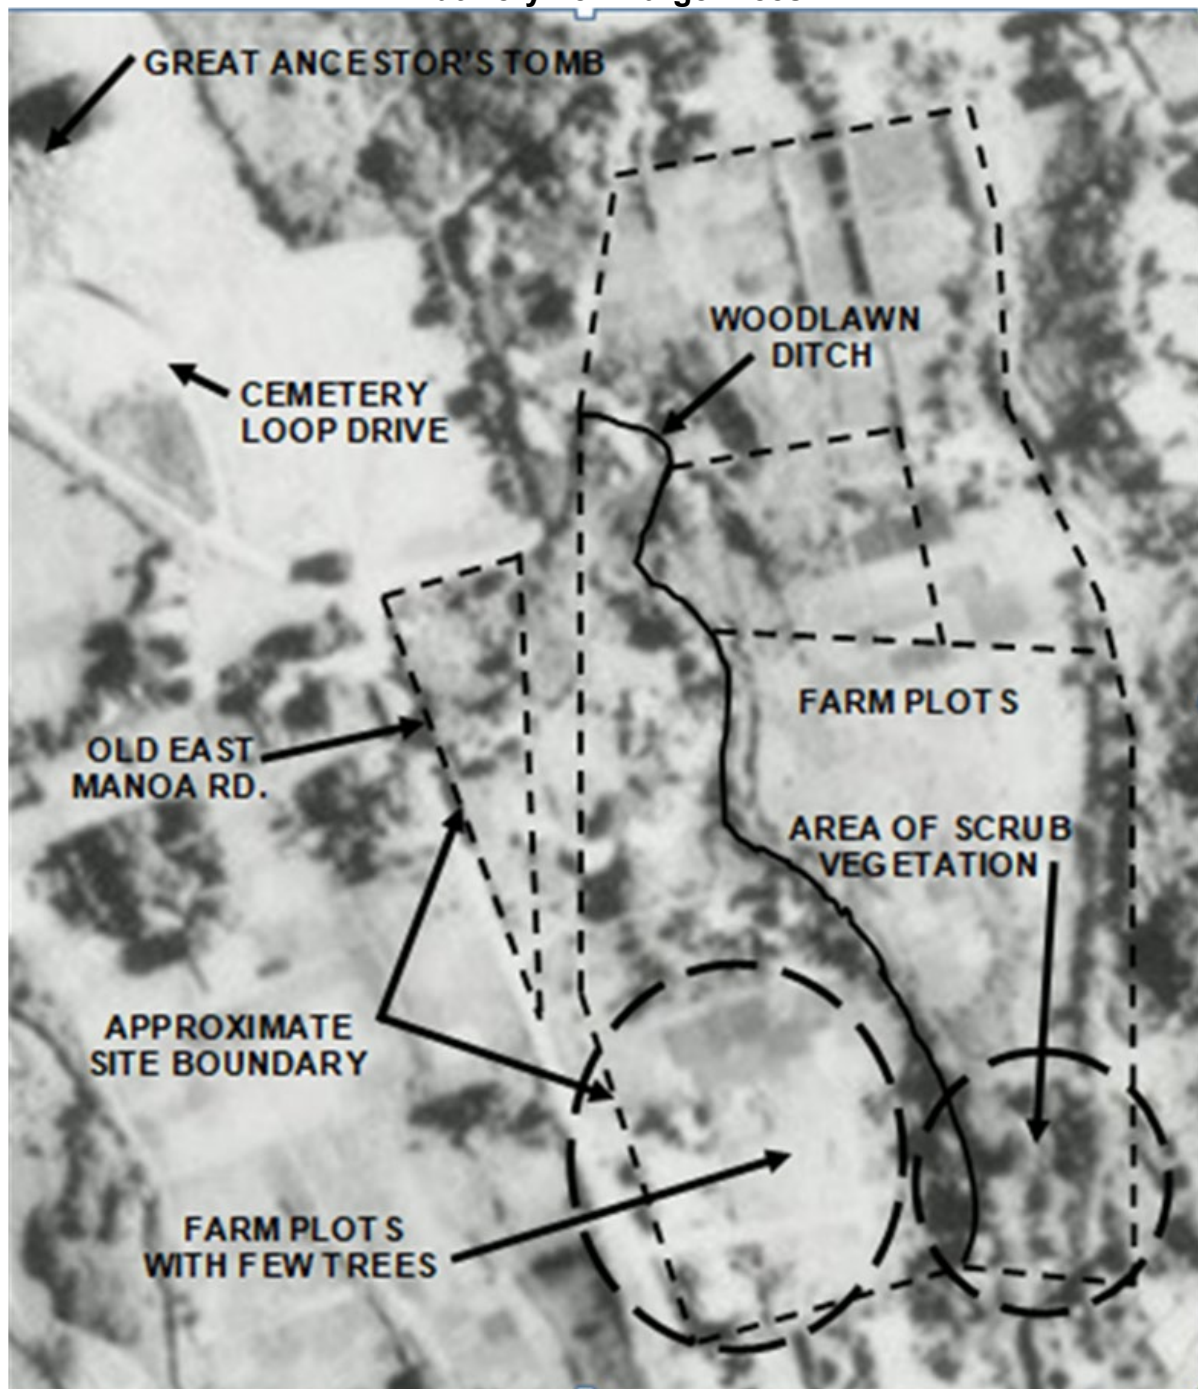 GREAT ANCESTOR'S TOMB
WOODLAWN
DITCH
CEMETERY
LOOP DRIVE
FARM PLOTS
OLD EAST
MANOA RD.
AREA OF SCRUB
VEGETATION
APPROXIMATE
SITE BOUNDARY
FARM PLOTS
WITH FEW TREES